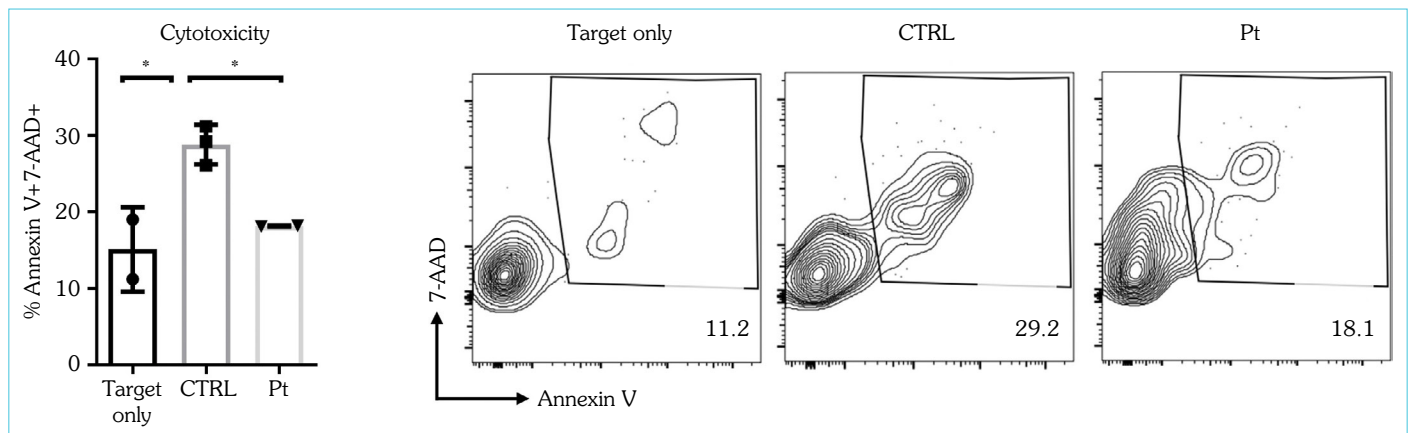 Cytotoxicity
% Annexin V+ 7-AAD+
40
30
20
10
0
* *
Target only
CTRL
Pt
Target only
CTRL
Pt
7-AAD
Annexin V
11.2
29.2
18.1